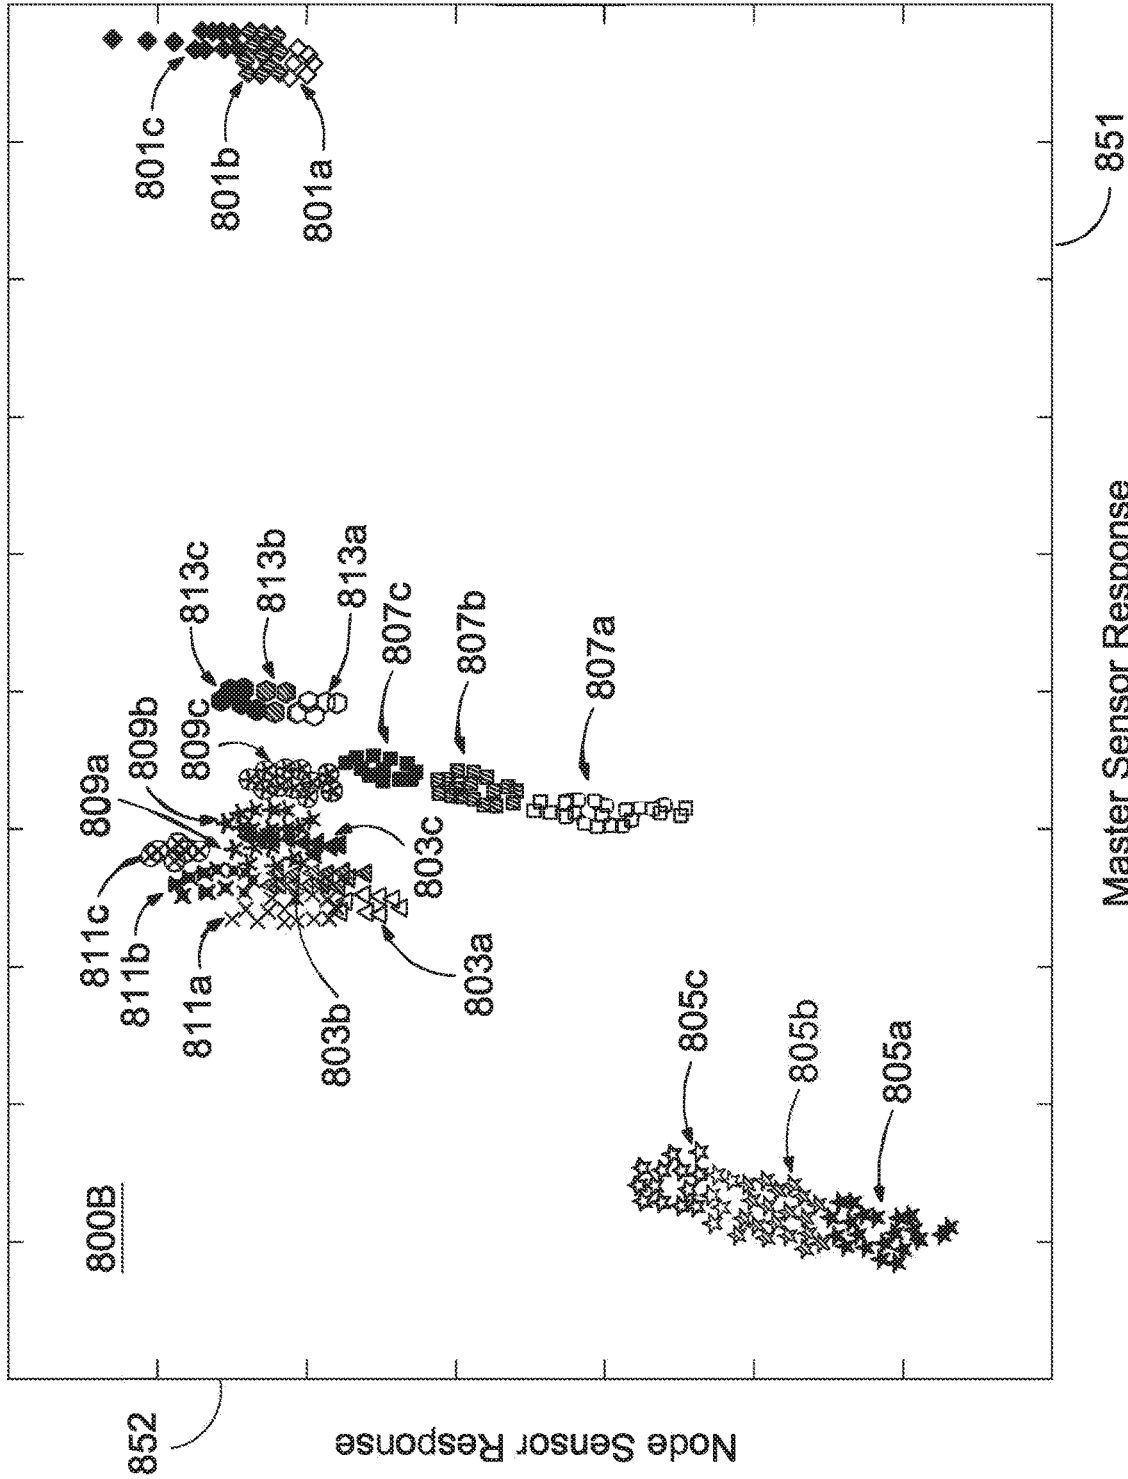 800B
811c
811b
811a
809a
809b
809c
813c
813b
813a
807c
807b
807a
803c
803a
803b
801c
801b
801a
805c
805b
805a
852
Node Sensor Response
Master Sensor Response
851